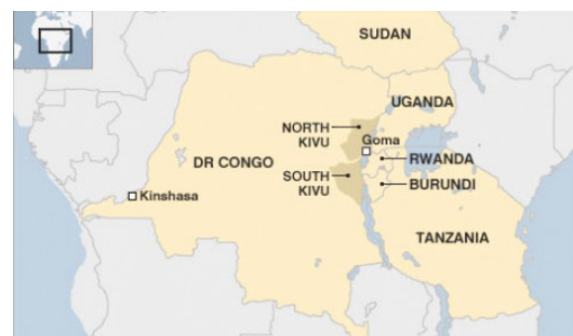 SUDAN
UGANDA
NORTH
KIVU
Goma
DR CONGO
RWANDA
SOUTH
KIVU
BURUNDI
Kinshasa
TANZANIA